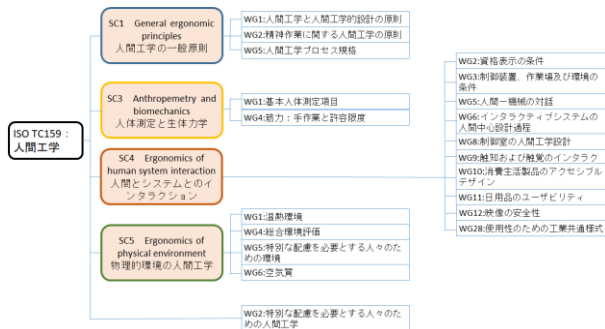 ISO TC159：
人間工学
SC1 General ergonomic
principles
人間工学の一般原則
WG1:人間工学と人間工学的設計の原則
WG2:精神作業に関する人間工学の原則
WG5:人間工学プロセス規格
SC3 Anthropemetry and
biomechanics
人体測定と生体力学
WG1:基本人体測定項目
WG4:筋力：手作業と許容限度
SC4 Ergonomics of
human system interaction
人間とシステムとのイ
ンタラクション
WG2:資格表示の条件
WG3:制御装置、作業場及び環境の
条件
WG5:人間ー機械の対話
WG6:インタラクティブシステムの
人間中心設計過程
WG8:制御室の人間工学設計
WG9:触知および触覚のインタラク
WG10:消費生活製品のアクセシブル
デザイン
WG11:日用品のユーザビリティ
WG12:映像の安全性
WG28:使用性のための工業共通様式
SC5 Ergonomics of
physical environment
物理的環境の人間工学
WG1:温熱環境
WG4:総合環境評価
WG5:特別な配慮を必要とする人々のた
めの環境
WG6:空気質
WG2:特別な配慮を必要とする人々のた
めの人間工学